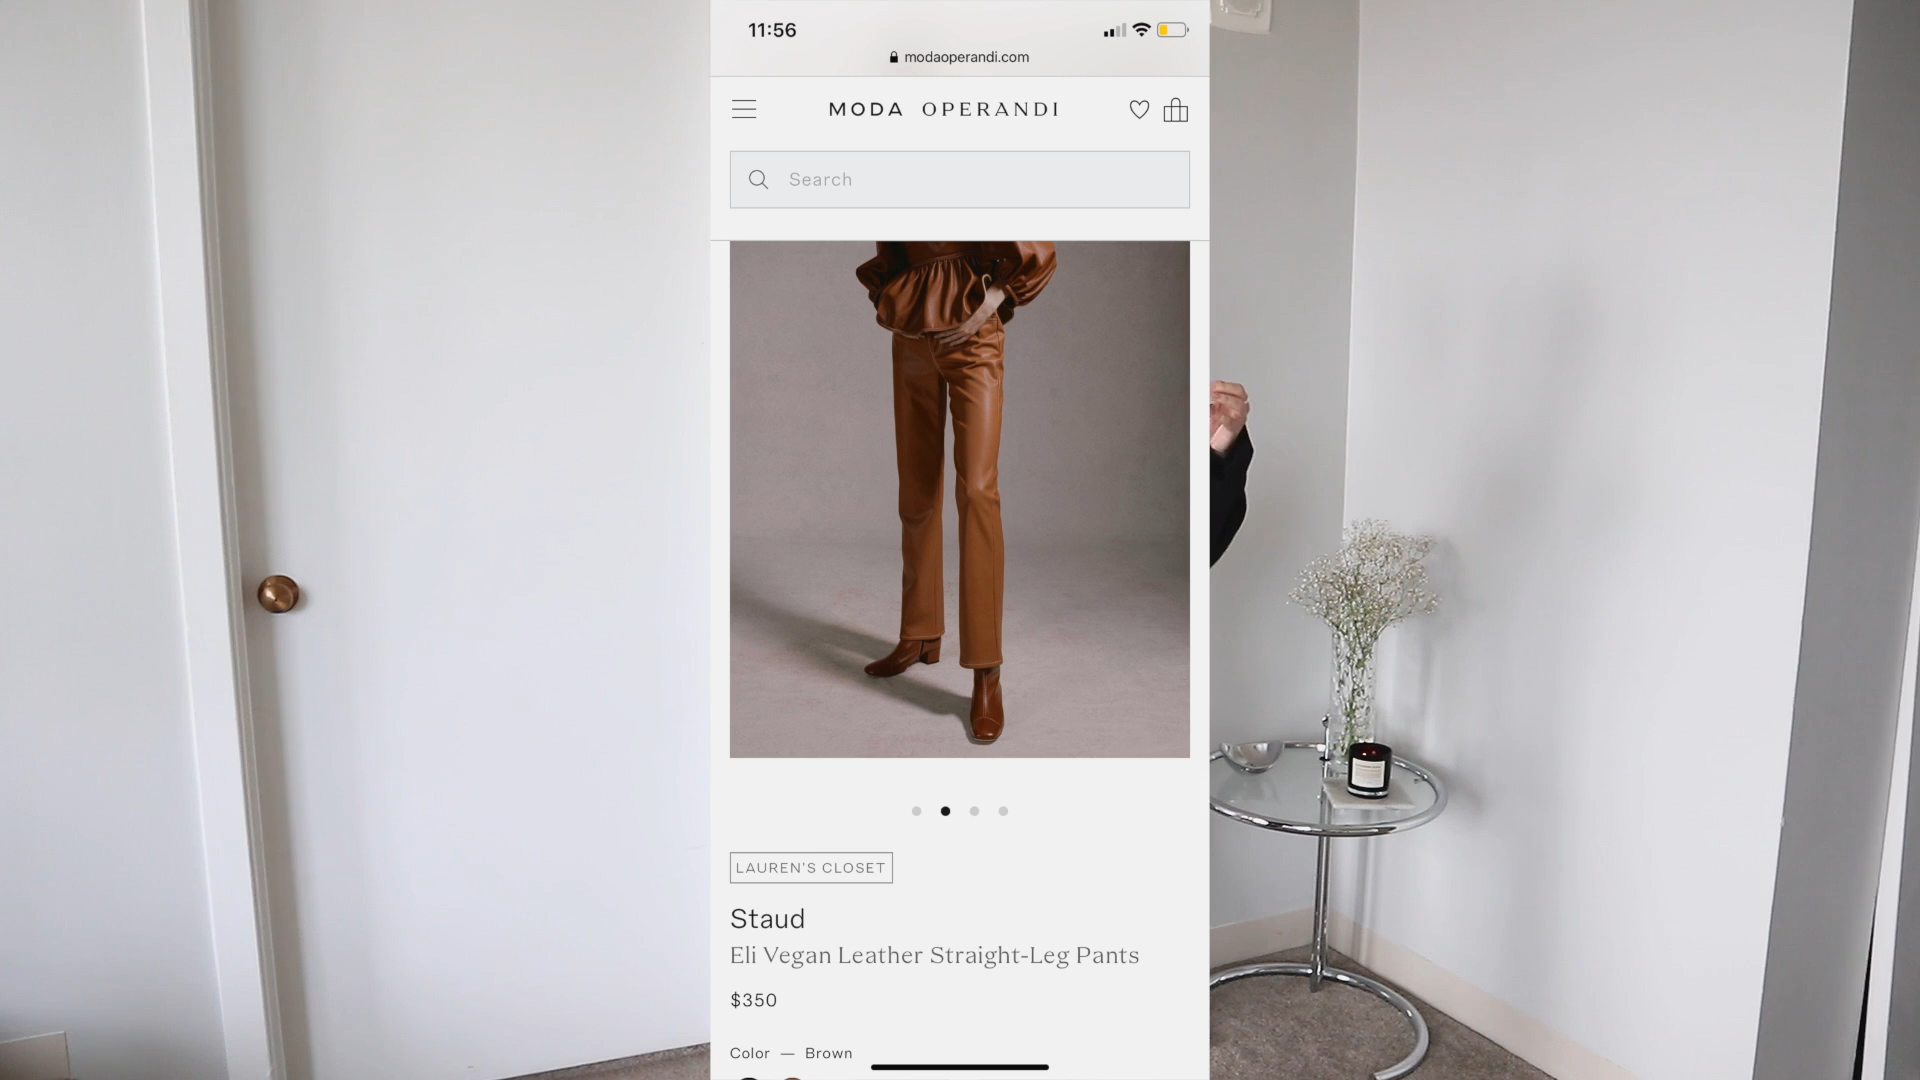 11:56
modaoperandi.com
MODA OPERANDI
Search
LAUREN'S CLOSET
Staud
Eli Vegan Leather Straight-Leg Pants
$350
Color — Brown